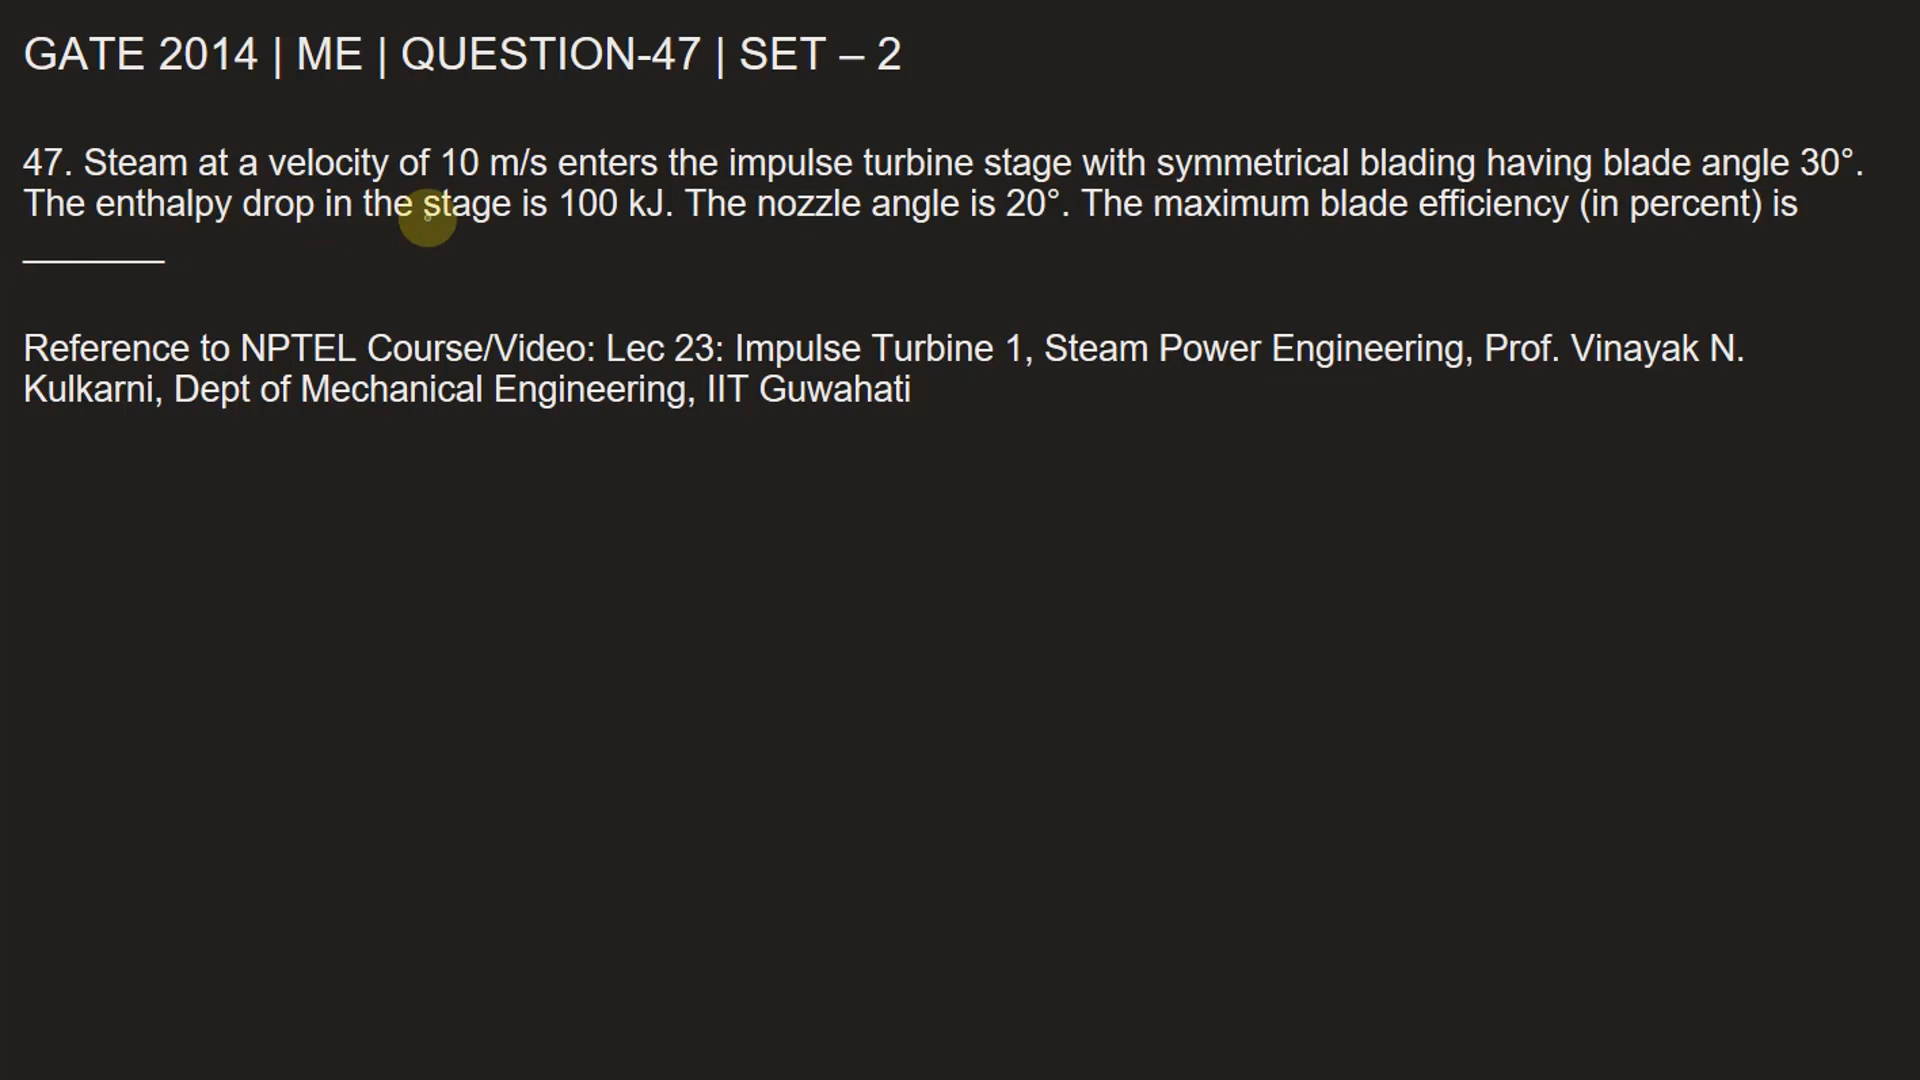 GATE 2014 | ME | QUESTION-47 | SET – 2
47. Steam at a velocity of 10 m/s enters the impulse turbine stage with symmetrical blading having blade angle 30°.
The enthalpy drop in the stage is 100 kJ. The nozzle angle is 20°. The maximum blade efficiency (in percent) is
________
Reference to NPTEL Course/Video: Lec 23: Impulse Turbine 1, Steam Power Engineering, Prof. Vinayak N.
Kulkarni, Dept of Mechanical Engineering, IIT Guwahati